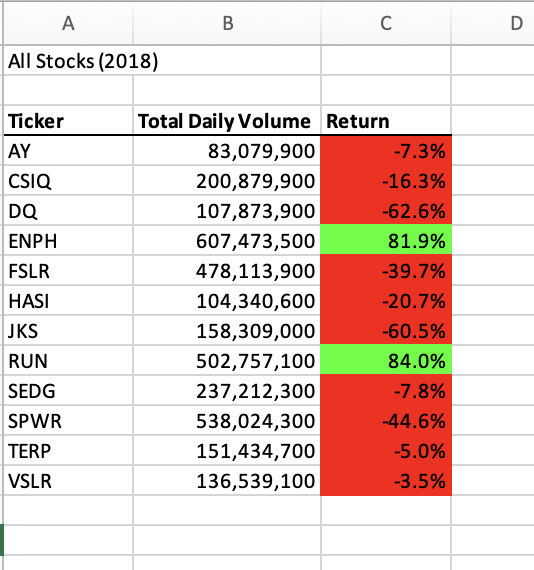 A B C D
All Stocks (2018)
Ticker Total Daily Volume Return
AY 83,079,900 -7.3%
CSIQ 200,879,900 -16.3%
DQ 107,873,900 -62.6%
ENPH 607,473,500 81.9%
FSLR 478,113,900 -39.7%
HASI 104,340,600 -20.7%
JKS 158,309,000 -60.5%
RUN 502,757,100 84.0%
SEDG 237,212,300 -7.8%
SPWR 538,024,300 -44.6%
TERP 151,434,700 -5.0%
VSLR 136,539,100 -3.5%